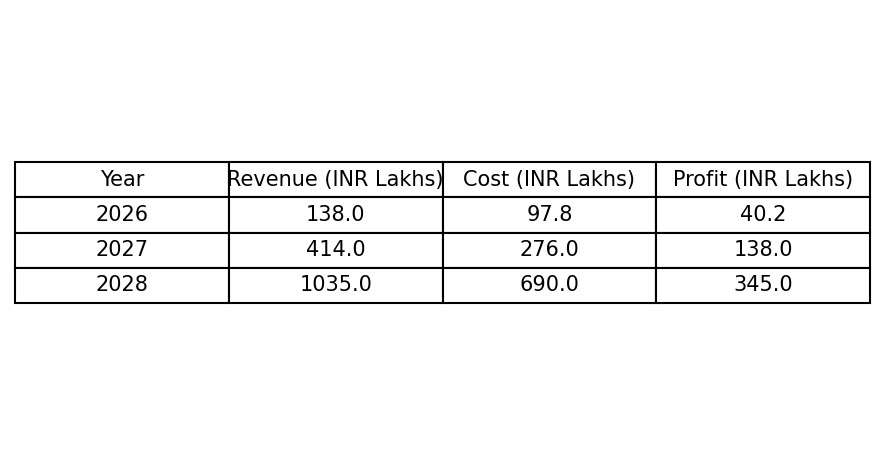 Year Revenue (INR Lakhs) Cost (INR Lakhs) Profit (INR Lakhs)
2026 138.0 97.8 40.2
2027 414.0 276.0 138.0
2028 1035.0 690.0 345.0